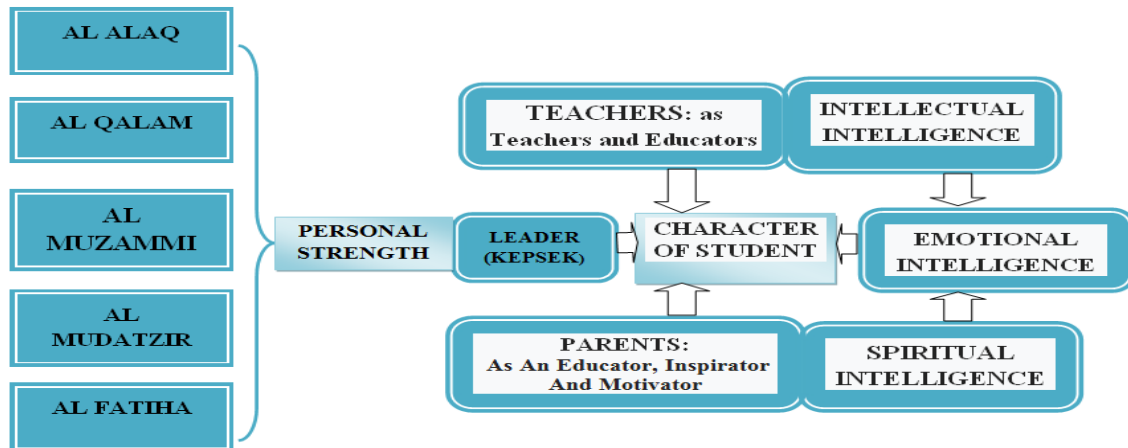 AL ALAQ
AL QALAM
AL
MUZAMMI
AL
MUDATZIR
AL FATIHA
PERSONAL
STRENGTH
LEADER
(KEPSEK)
TEACHERS: as
Teachers and Educators
CHARACTER
OF STUDENT
PARENTS:
As An Educator, Inspirator
And Motivator
INTELLECTUAL
INTELLIGENCE
EMOTIONAL
INTELLIGENCE
SPIRITUAL
INTELLIGENCE